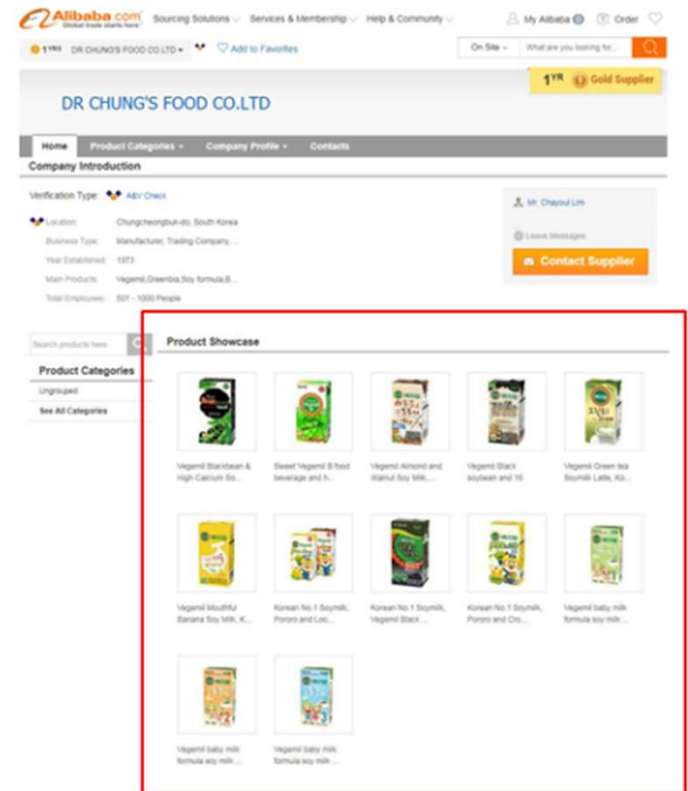 Alibaba.com
Global trade starts here
Sourcing Solutions
Services & Membership
Help & Community
My Alibaba
Order
1 YRS
DR CHUNG'S FOOD CO LTD
Add to Favorites
On Site
What are you looking for...
1 YR
Gold Supplier
DR CHUNG'S FOOD CO.LTD
Home
Product Categories
Company Profile
Contacts
Company Introduction
Verification Type:
A&V Check
Location:
Chungcheongbuk-do, South Korea
Business Type:
Manufacturer, Trading Company, ...
Year Established:
1973
Main Products:
Vegemil,Greenbia,Soy formula,B...
Total Employees:
501 - 1000 People
Mr. Chayoul Lim
Leave Messages
Contact Supplier
Search products here
Product Categories
Ungrouped
See All Categories
Product Showcase
Vegemil Blackbean &
High Calcium So...
Sweet Vegemil B food
beverage and h...
Vegemil Almond and
Walnut Soy Milk, ...
Vegemil Black
soybean and 16
Vegemil Green tea
Soymilk Latte, Ko...
Vegemil Mouthful
Banana Soy Milk, K...
Korean No.1 Soymilk,
Pororo and Loo...
Korean No.1 Soymilk,
Vegemil Black ...
Korean No.1 Soymilk,
Pororo and Cro...
Vegemil baby milk
formula soy milk ...
Vegemil baby milk
formula soy milk ...
Vegemil baby milk
formula soy milk ...